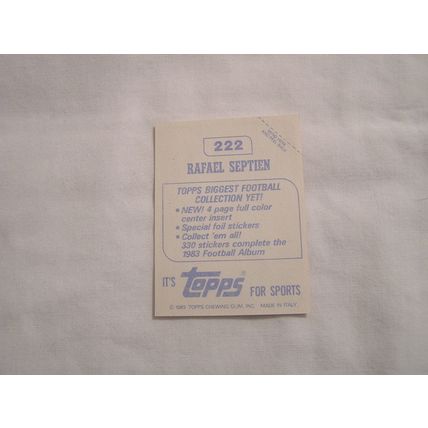 222
RAFAEL SEPTIEN
TOPPS BIGGEST FOOTBALL
COLLECTION YET!
• NEW! 4 page full color
center insert
• Special foil stickers
• Collect 'em all!
330 stickers complete the
1983 Football Album
IT'S Topps® FOR SPORTS
© 1983 TOPPS CHEWING GUM, INC. MADE IN ITALY.